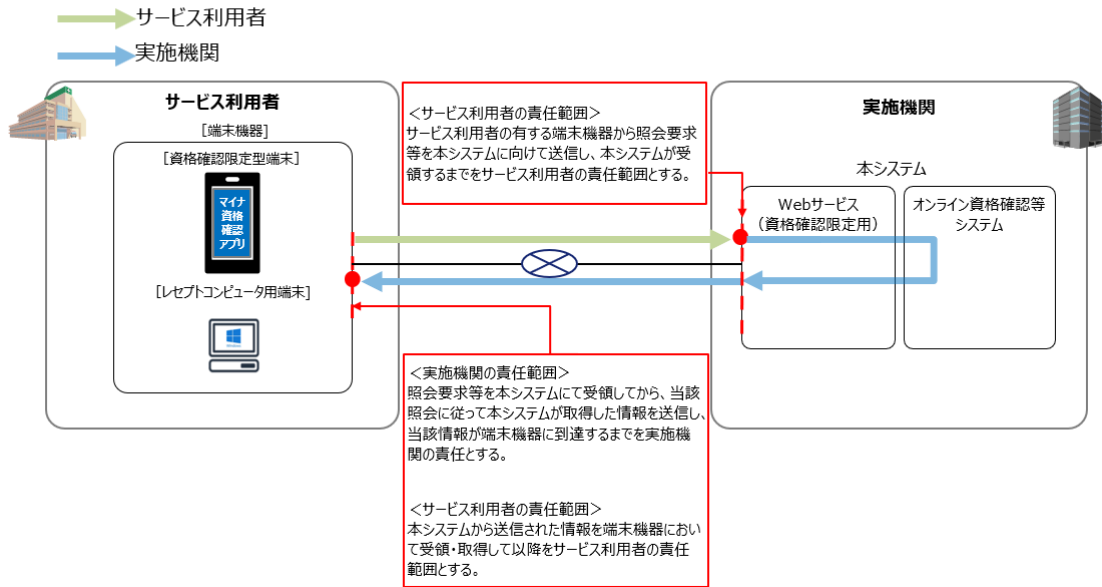 サービス利用者
実施機関
サービス利用者
[端末機器]
[資格確認限定型端末]
マイナ
資格
確認
アプリ
[レセプトコンピュータ用端末]
Windows
＜サービス利用者の責任範囲＞
サービス利用者の有する端末機器から照会要求
等を本システムに向けて送信し、本システムが受
領するまでをサービス利用者の責任範囲とする。
実施機関
本システム
Webサービス
（資格確認限定用）
オンライン資格確認等
システム
＜実施機関の責任範囲＞
照会要求等を本システムにて受領してから、当該
照会に従って本システムが取得した情報を送信し、
当該情報が端末機器に到達するまでを実施機
関の責任とする。
＜サービス利用者の責任範囲＞
本システムから送信された情報を端末機器におい
て受領・取得して以降をサービス利用者の責任
範囲とする。